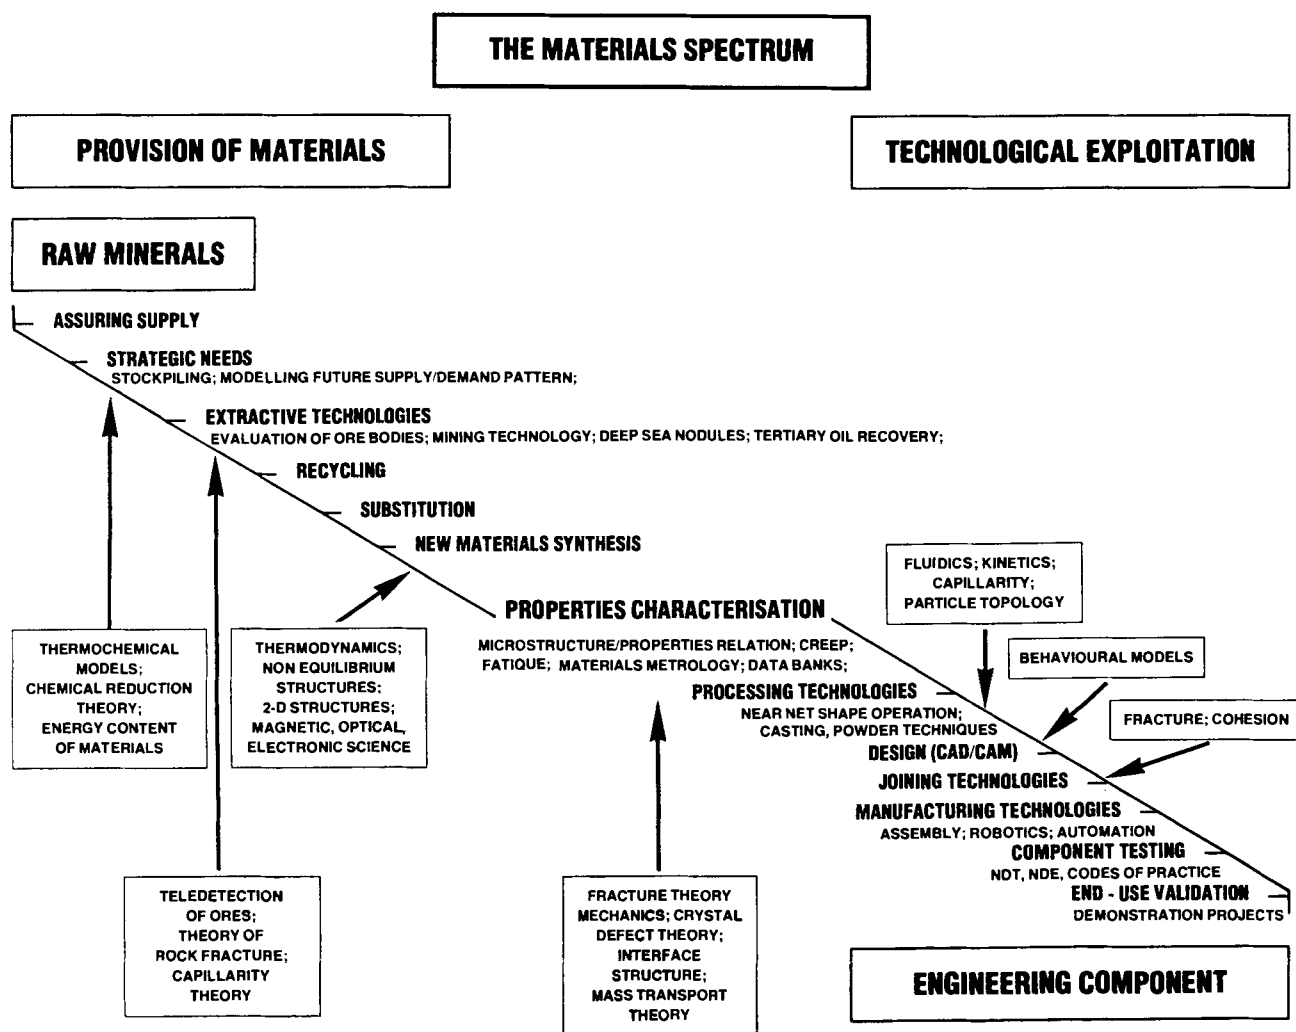 THE MATERIALS SPECTRUM
PROVISION OF MATERIALS
TECHNOLOGICAL EXPLOITATION
RAW MINERALS
ASSURING SUPPLY
STRATEGIC NEEDS
STOCKPILING; MODELLING FUTURE SUPPLY/DEMAND PATTERN;
EXTRACTIVE TECHNOLOGIES
EVALUATION OF ORE BODIES; MINING TECHNOLOGY; DEEP SEA NODULES; TERTIARY OIL RECOVERY;
RECYCLING
SUBSTITUTION
NEW MATERIALS SYNTHESIS
FLUIDICS; KINETICS;
CAPILLARITY;
PARTICLE TOPOLOGY
PROPERTIES CHARACTERISATION
MICROSTRUCTURE/PROPERTIES RELATION; CREEP;
FATIQUE; MATERIALS METROLOGY; DATA BANKS;
THERMOCHEMICAL
MODELS;
CHEMICAL REDUCTION
THEORY;
ENERGY CONTENT
OF MATERIALS
THERMODYNAMICS;
NON EQUILIBRIUM
STRUCTURES;
2-D STRUCTURES;
MAGNETIC, OPTICAL,
ELECTRONIC SCIENCE
BEHAVIOURAL MODELS
PROCESSING TECHNOLOGIES
NEAR NET SHAPE OPERATION;
CASTING, POWDER TECHNIQUES
FRACTURE; COHESION
DESIGN (CAD/CAM)
JOINING TECHNOLOGIES
MANUFACTURING TECHNOLOGIES
ASSEMBLY; ROBOTICS; AUTOMATION
COMPONENT TESTING
NDT, NDE, CODES OF PRACTICE
END - USE VALIDATION
DEMONSTRATION PROJECTS
TELEDETECTION
OF ORES;
THEORY OF
ROCK FRACTURE;
CAPILLARITY
THEORY
FRACTURE THEORY
MECHANICS; CRYSTAL
DEFECT THEORY;
INTERFACE
STRUCTURE;
MASS TRANSPORT
THEORY
ENGINEERING COMPONENT